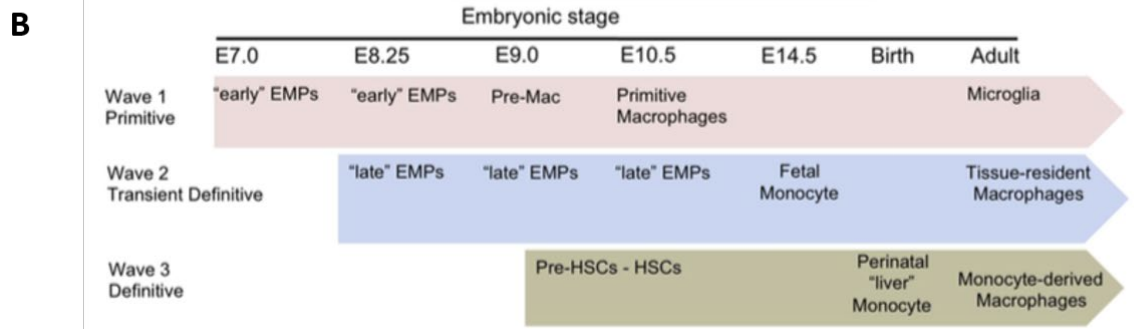 B
Embryonic stage
E7.0 E8.25 E9.0 E10.5 E14.5 Birth Adult
Wave 1
Primitive
"early" EMPs "early" EMPs Pre-Mac Primitive
Macrophages
Microglia
Wave 2
Transient Definitive
"late" EMPs "late" EMPs "late" EMPs Fetal
Monocyte
Tissue-resident
Macrophages
Wave 3
Definitive
Pre-HSCs - HSCs
Perinatal
"liver"
Monocyte
Monocyte-derived
Macrophages